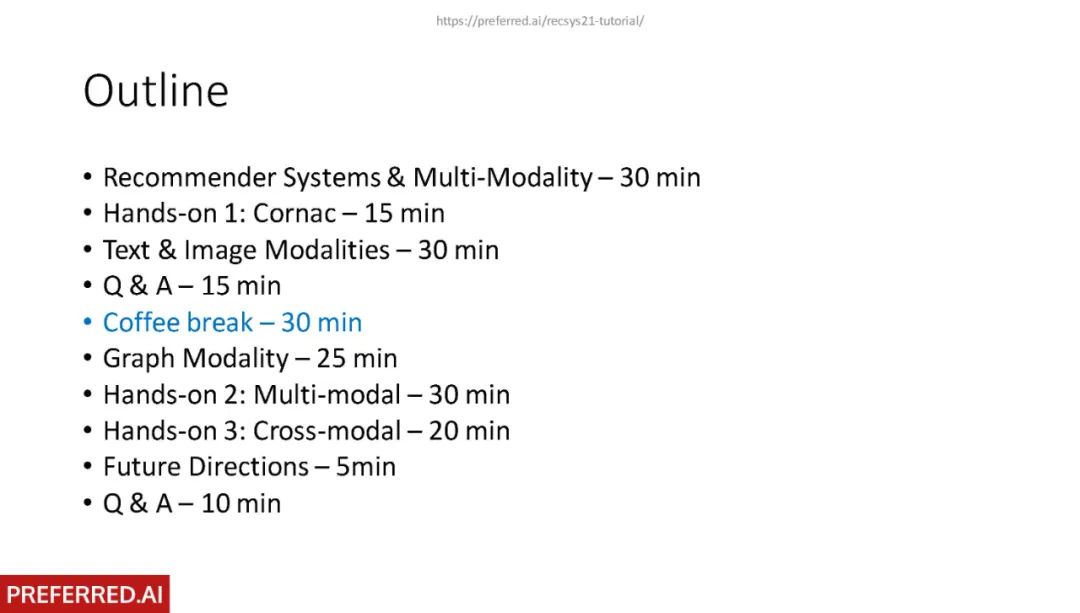 https://preferred.ai/recsys21-tutorial/
Outline
• Recommender Systems & Multi-Modality – 30 min
• Hands-on 1: Cornac – 15 min
• Text & Image Modalities – 30 min
• Q & A – 15 min
• Coffee break – 30 min
• Graph Modality – 25 min
• Hands-on 2: Multi-modal – 30 min
• Hands-on 3: Cross-modal – 20 min
• Future Directions – 5min
• Q & A – 10 min
PREFERRED.AI